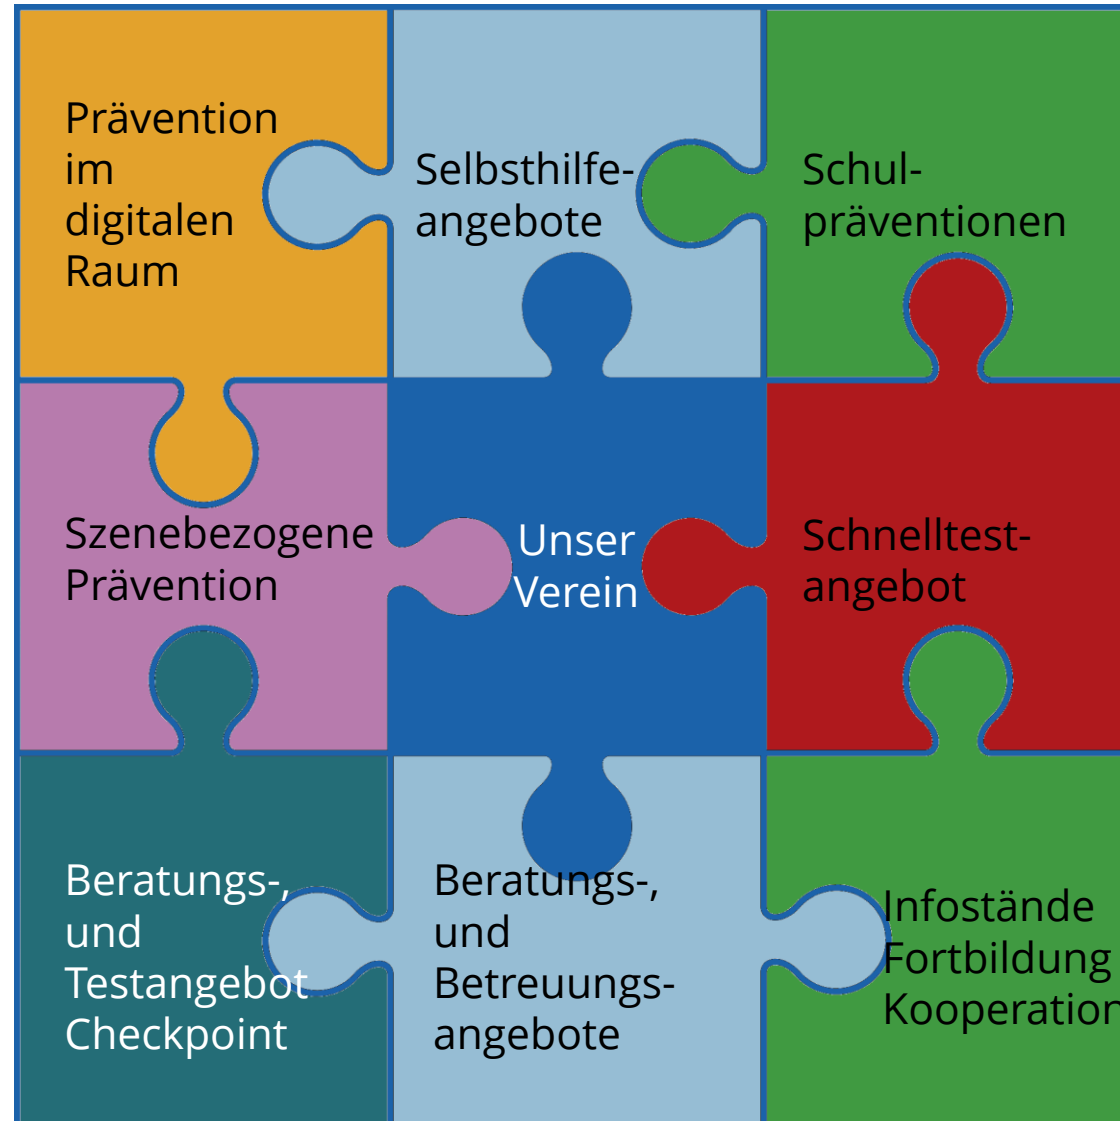 Prävention
im
digitalen
Raum
Selbsthilfe-
angebote
Schul-
präventionen
Szenebezogene
Prävention
Unser
Verein
Schnelltest-
angebot
Beratungs-,
und
Testangebot
Checkpoint
Beratungs-,
und
Betreuungs-
angebote
Infostände
Fortbildung
Kooperation